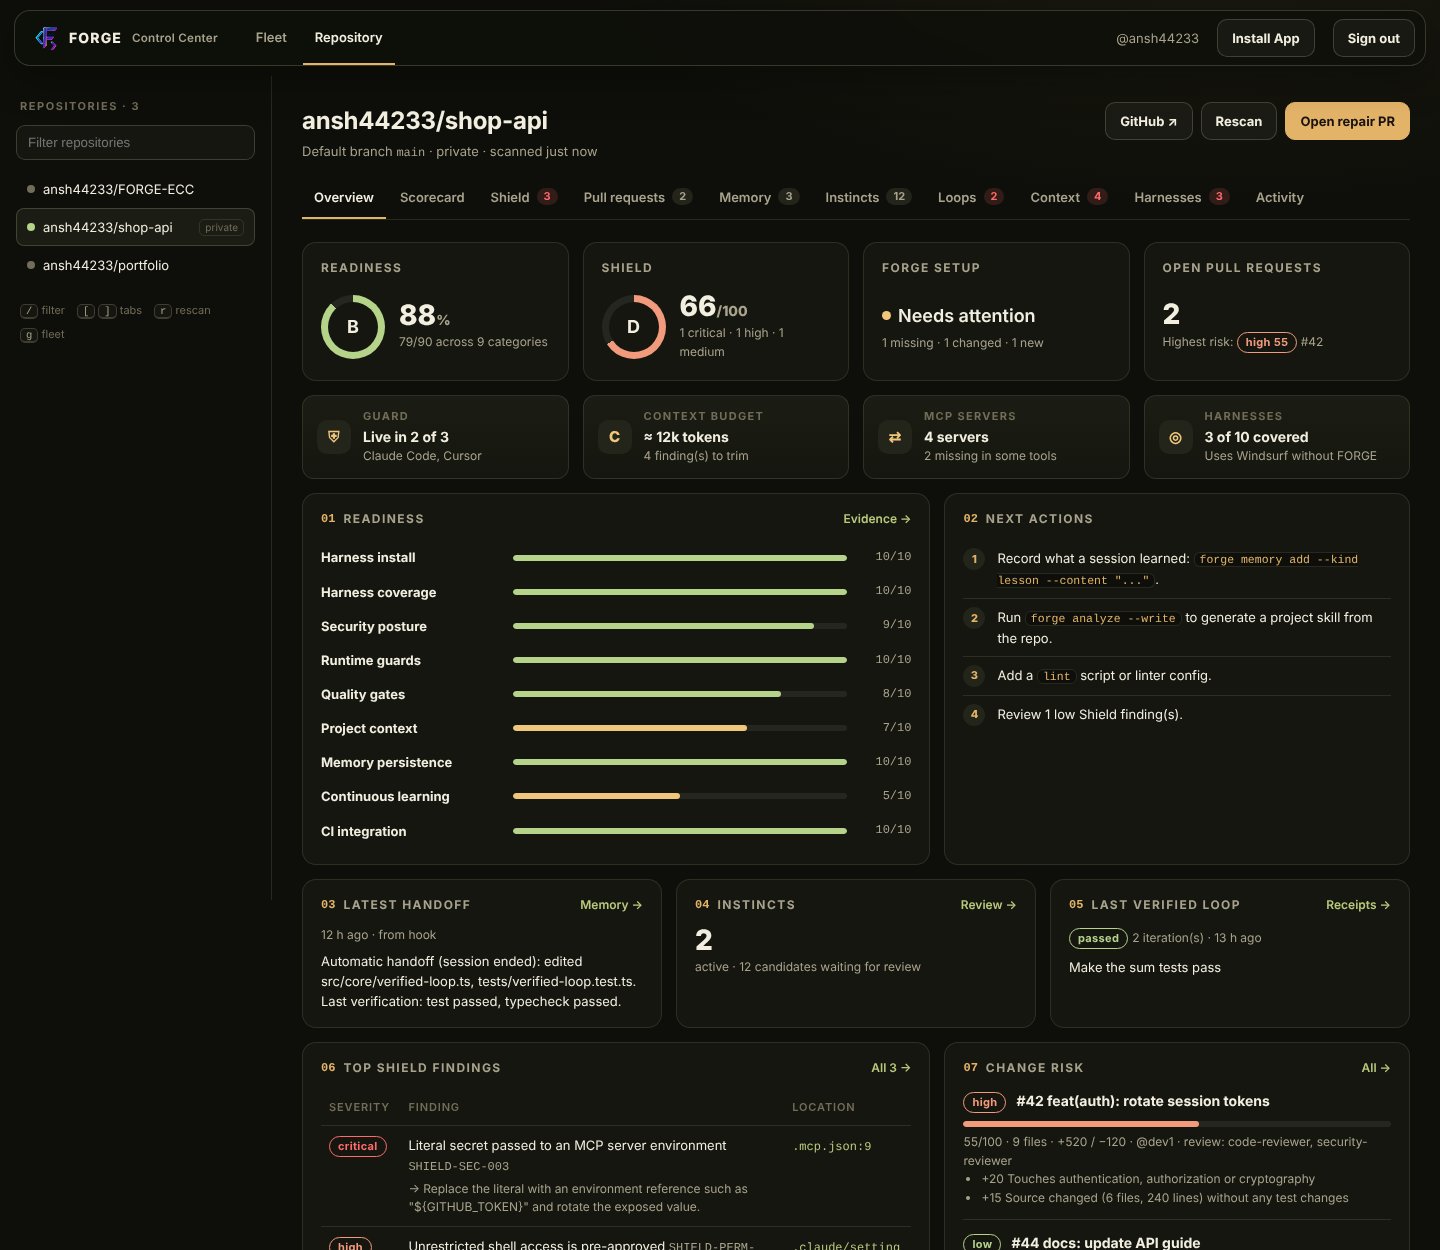 FORGE Control Center Fleet Repository @ansh44233 Install App Sign out
REPOSITORIES · 3
Filter repositories
ansh44233/FORGE-ECC
ansh44233/shop-api private
ansh44233/portfolio
/ filter [ ] tabs r rescan
g fleet
ansh44233/shop-api
GitHub ↗ Rescan Open repair PR
Default branch main · private · scanned just now
Overview Scorecard Shield 3 Pull requests 2 Memory 3 Instincts 12 Loops 2 Context 4 Harnesses 3 Activity
READINESS
B
88%
79/90 across 9 categories
SHIELD
D
66/100
1 critical · 1 high · 1
medium
FORGE SETUP
Needs attention
1 missing · 1 changed · 1 new
OPEN PULL REQUESTS
2
Highest risk: high 55 #42
GUARD
Live in 2 of 3
Claude Code, Cursor
C
CONTEXT BUDGET
≈ 12k tokens
4 finding(s) to trim
⇄
MCP SERVERS
4 servers
2 missing in some tools
◎
HARNESSES
3 of 10 covered
Uses Windsurf without FORGE
01 READINESS Evidence →
Harness install 10/10
Harness coverage 10/10
Security posture 9/10
Runtime guards 10/10
Quality gates 8/10
Project context 7/10
Memory persistence 10/10
Continuous learning 5/10
CI integration 10/10
02 NEXT ACTIONS
1 Record what a session learned: forge memory add --kind
lesson --content "..." .
2 Run forge analyze --write to generate a project skill from
the repo.
3 Add a lint script or linter config.
4 Review 1 low Shield finding(s).
03 LATEST HANDOFF Memory →
12 h ago · from hook
Automatic handoff (session ended): edited
src/core/verified-loop.ts, tests/verified-loop.test.ts.
Last verification: test passed, typecheck passed.
04 INSTINCTS Review →
2
active · 12 candidates waiting for review
05 LAST VERIFIED LOOP Receipts →
passed 2 iteration(s) · 13 h ago
Make the sum tests pass
06 TOP SHIELD FINDINGS All 3 →
SEVERITY FINDING LOCATION
critical Literal secret passed to an MCP server environment .mcp.json:9
SHIELD-SEC-003
→ Replace the literal with an environment reference such as
"${GITHUB_TOKEN}" and rotate the exposed value.
high Unrestricted shell access is pre-approved SHIELD-PERM- .claude/setting
07 CHANGE RISK All →
high #42 feat(auth): rotate session tokens
55/100 · 9 files · +520 / −120 · @dev1 · review: code-reviewer, security-
reviewer
• +20 Touches authentication, authorization or cryptography
• +15 Source changed (6 files, 240 lines) without any test changes
low #44 docs: update API guide